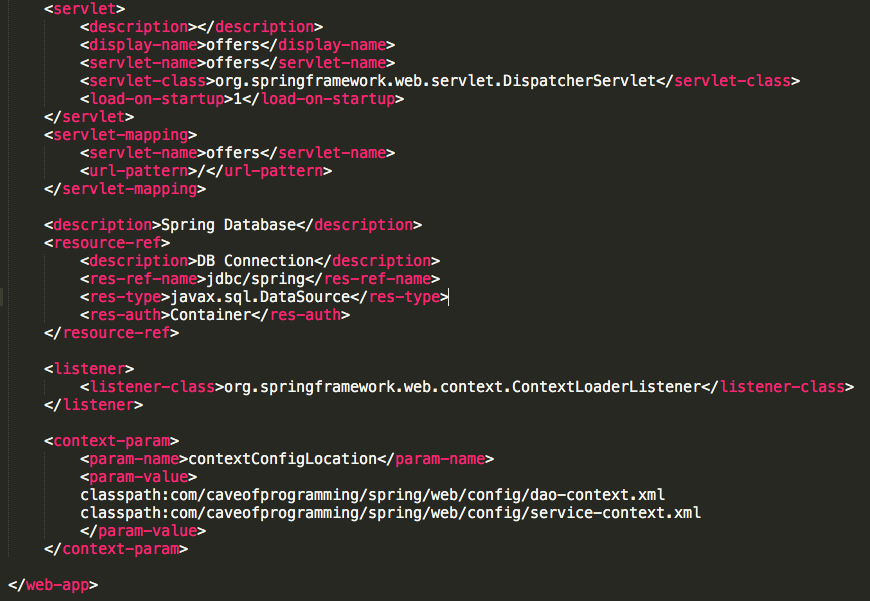 <servlet>
<description></description>
<display-name>offers</display-name>
<servlet-name>offers</servlet-name>
<servlet-class>org.springframework.web.servlet.DispatcherServlet</servlet-class>
<load-on-startup>1</load-on-startup>
</servlet>
<servlet-mapping>
<servlet-name>offers</servlet-name>
<url-pattern>/</url-pattern>
</servlet-mapping>
<description>Spring Database</description>
<resource-ref>
<description>DB Connection</description>
<res-ref-name>jdbc/spring</res-ref-name>
<res-type>javax.sql.DataSource</res-type>
<res-auth>Container</res-auth>
</resource-ref>
<listener>
<listener-class>org.springframework.web.context.ContextLoaderListener</listener-class>
</listener>
<context-param>
<param-name>contextConfigLocation</param-name>
<param-value>
classpath:com/caveofprogramming/spring/web/config/dao-context.xml
classpath:com/caveofprogramming/spring/web/config/service-context.xml
</param-value>
</context-param>
</web-app>